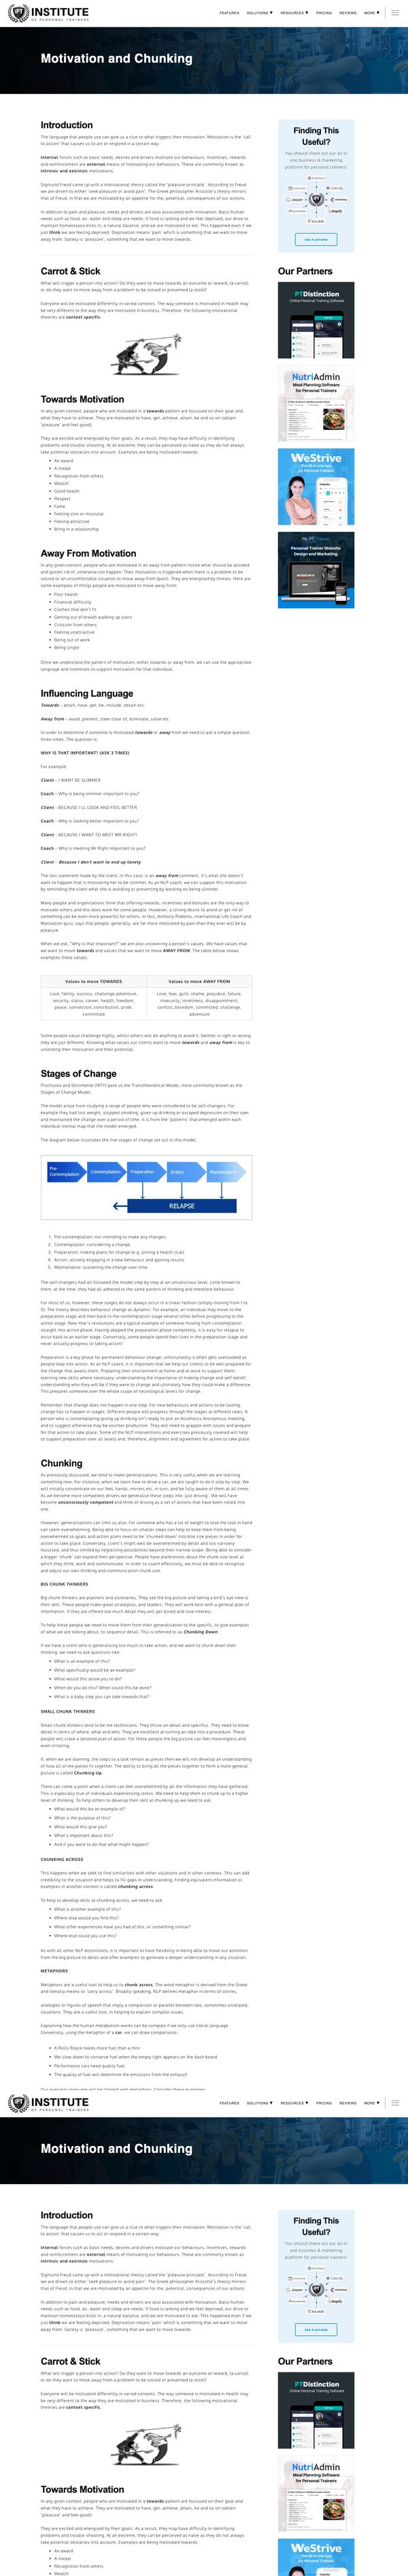 INSTITUTE
OF PERSONAL TRAINERS
FEATURES SOLUTIONS ▼ RESOURCES ▼ PRICING REVIEWS MORE ▼
Motivation and Chunking
Introduction
The language that people use can give us a clue to what triggers their motivation. Motivation is the 'call
to action' that occurs to act or respond in a certain way.
Internal forces such as basic needs, desires and drivers motivate our behaviours. Incentives, rewards
and reinforcement are external means of motivating our behaviours. These are commonly known as
intrinsic and extrinsic motivations.
Sigmund Freud came up with a motivational theory called the 'pleasure principle'. According to Freud
we are driven to either 'seek pleasure or avoid pain'. The Greek philosopher Aristotle's theory mirrors
that of Freud, in that we are motivated by an appetite for the, potential, consequences of our actions.
In addition to pain and pleasure, needs and drivers are also associated with motivation. Basic human
needs such as food, air, water and sleep are needs. If food is lacking and we feel deprived, our drive to
maintain homeostasis kicks in, a natural balance, and we are motivated to eat. This happened even if we
just think we are being deprived. Deprivation means 'pain' which is something that we want to move
away from. Satiety is 'pleasure', something that we want to move towards.
Carrot & Stick
What will trigger a person into action? Do they want to move towards an outcome or reward, (a carrot)
or do they want to move away from a problem to be solved or prevented (a stick)?
Everyone will be motivated differently in varied contexts. The way someone is motivated in health may
be very different to the way they are motivated in business. Therefore, the following motivational
theories are context specific.
Towards Motivation
In any given context, people who are motivated in a towards pattern are focussed on their goal and
what they have to achieve. They are motivated to have, get, achieve, attain, be and so on (obtain
'pleasure' and feel good).
They are excited and energized by their goals. As a result, they may have difficulty in identifying
problems and trouble-shooting. At an extreme, they can be perceived as naive as they do not always
take potential obstacles into account. Examples are being motivated towards:
• An award
• A medal
• Recognition from others
• Wealth
• Good health
• Respect
• Fame
• Feeling slim or muscular
• Feeling attractive
• Being in a relationship
Away From Motivation
In any given context, people who are motivated in an away from pattern notice what should be avoided
and gotten rid of, otherwise not happen. Their motivation is triggered when there is a problem to be
solved or an uncomfortable situation to move away from (pain). They are energised by threats. Here are
some examples of things people are motivated to move away from:
• Poor health
• Financial difficulty
• Clothes that don't fit
• Getting out of breath walking up stairs
• Criticism from others
• Feeling unattractive
• Being out of work
• Being single
Once we understand the pattern of motivation, either towards or away from, we can use the appropriate
language and incentives to support motivation for that individual.
Influencing Language
Towards – attain, have, get, be, include, obtain etc.
Away from – avoid, prevent, steer clear of, eliminate, solve etc.
In order to determine if someone is motivated towards or away from we need to ask a simple question
three times. The question is:
WHY IS THAT IMPORTANT? (ASK 3 TIMES)
For example:
Client – I WANT BE SLIMMER
Coach – Why is being slimmer important to you?
Client – BECAUSE I'LL LOOK AND FEEL BETTER
Coach – Why is looking better important to you?
Client – BECAUSE I WANT TO MEET MR RIGHT!
Coach – Why is meeting Mr Right important to you?
Client – Because I don't want to end up lonely
The last statement made by the client, in this case, is an away from comment. It's what she doesn't
want to happen that is motivating her to be slimmer. As an NLP coach, we can support this motivation
by reminding the client what she is avoiding or preventing by working on being slimmer.
Many people and organisations think that offering rewards, incentives and bonuses are the only way to
motivate others and this does work for some people. However, a strong desire to avoid or get rid of
something can be even more powerful for others. In fact, Anthony Robbins, international Life Coach and
Motivation guru, says that people, generally, are far more motivated by pain than they ever will be by
pleasure.
When we ask, "Why is that important?" we are also uncovering a person's values. We have values that
we want to move towards and values that we want to move AWAY FROM. The table below shows
examples these values.
Values to move TOWARDS
Values to move AWAY FROM
Love, family, success, challenge,adventure,
security, status, career, health, freedom,
peace, connection, contribution, pride,
committed
Love, fear, guilt, shame, prejudice, failure,
insecurity, loneliness, disappointment,
conflict, boredom, committed, challenge,
adventure
Some people value challenge highly, whilst others will do anything to avoid it. Neither is right or wrong,
they are just different. Knowing what values our clients want to move towards and away from is key to
unlocking their motivation and their potential.
Stages of Change
Prochaska and DiClimente (1977) gave us the Transtheoretical Model, more commonly known as the
Stages of Change Model.
The model arose from studying a range of people who were considered to be self-changers. For
example they had lost weight, stopped smoking, given up drinking or escaped depression on their own
and maintained the change over a period of time. It is from the 'patterns' that emerged within each
individual mental map that the model emerged.
The diagram below illustrates the five stages of change set out in this model.
Pre-
Contemplation
Contemplation
Preparation
Action
Maintenance
RELAPSE
1. Pre-contemplation: not intending to make any changes.
2. Contemplation: considering a change.
3. Preparation: making plans for change (e.g. joining a health club)
4. Action: actively engaging in a new behaviour and gaining results
5. Maintenance: sustaining the change over time.
The self-changers had all followed the model step by step at an unconscious level. Little known to
them, at the time, they had all adhered to the same pattern of thinking and therefore behaviour.
For most of us, however, these stages do not always occur in a linear fashion (simply moving from 1 to
5). The theory describes behaviour change as dynamic. For example, an individual may move to the
preparation stage and then back to the contemplation stage several times before progressing to the
action stage. New Year's resolutions are a typical example of someone moving from contemplation
straight into action phase. Having skipped the preparation phase completely, it is easy for relapse to
occur back to an earlier stage. Conversely, some people spend their lives in the preparation stage and
never actually progress to taking action!
Preparation is a key phase for permanent behaviour change; unfortunately it often gets overlooked as
people leap into action. As an NLP coach, it is important that we help our clients to be well prepared for
the change that awaits them. Preparing their environment at home and at work to support them;
learning new skills where necessary; understanding the importance of making change and self-belief;
understanding who they will be if they were to change and ultimately how they could make a difference.
This prepares someone over the whole scope of neurological levels for change.
Remember that change does not happen in one step. For new behaviours and actions to be lasting,
change has to happen in stages. Different people will progress through the stages at different rates. A
person who is contemplating giving up drinking isn't ready to join an Alcoholics Anonymous meeting,
and to suggest otherwise may be counter-productive. They will need to grapple with issues and prepare
for that action to take place. Some of the NLP interventions and exercises previously covered will help
to support preparation over all levels and, therefore, alignment and agreement for action to take place.
Chunking
As previously discussed, we tend to make generalisations. This is very useful when we are learning
something new. For instance, when we learn how to drive a car, we are taught to do it step by step. We
will initially concentrate on our feet, hands, mirrors etc. in turn, and be fully aware of them at all times.
As we become more competent drivers we generalise these steps into 'just driving'. We will have
become unconsciously competent and think of driving as a set of actions that have been rolled into
one.
However, generalisations can limit us also. For someone who has a lot of weight to lose the task in hand
can seem overwhelming. Being able to focus on smaller steps can help to keep them from being
overwhelmed so goals and action plans need to be 'chunked down' into bite size pieces in order for
action to take place. Conversely, client's might well be overwhelmed by detail and too narrowly
focussed, and thus limited by neglecting possibilities beyond their narrow scope. Being able to consider
a bigger 'chunk' can expand their perspective. People have preferences about the chunk size level at
which they think, work and communicate. In order to coach effectively, we must be able to recognise
and adjust our own thinking and communication chunk size.
BIG CHUNK THINKERS
Big chunk thinkers are planners and visionaries. They see the big picture and taking a bird's eye view is
their skill. These people make great strategists, and leaders. They will work best on a general plan of
information. If they are offered too much detail they will get bored and lose interest.
To help these people we need to move them from their generalisation to the specific, to give examples
of what we are talking about, to sequence detail. This is referred to as Chunking Down.
If we have a client who is generalising too much to take action, and we want to chunk down their
thinking, we need to ask questions like:
• What is an example of this?
• What specifically would be an example?
• What would this allow you to do?
• When do you do this? When could this be done?
• What is a baby step you can take towards that?
SMALL CHUNK THINKERS
Small chunk thinkers tend to be the technicians. They thrive on detail and specifics. They need to know
detail in terms of where, what and who. They are excellent at turning an idea into a procedure. These
people will crave a detailed plan of action. For these people the big picture can feel meaningless and
even irritating.
If, when we are learning, the steps to a task remain as pieces then we will not develop an understanding
of how all of the pieces fit together. The ability to bring all the pieces together to form a more general
picture is called Chunking Up.
There can come a point when a client can feel overwhelmed by all the information they have gathered.
This is especially true of individuals experiencing stress. We need to help them to chunk up to a higher
level of thinking. To help others to develop their skill at chunking up we need to ask:
• What would this be an example of?
• What is the purpose of this?
• What would this give you?
• What's important about this?
• And if you were to do that what might happen?
CHUNKING ACROSS
This happens when we seek to find similarities with other situations and in other contexts. This can add
credibility to the situation and helps to fill gaps in understanding. Finding equivalent information or
examples in another context is called chunking across.
To help to develop skills at chunking across, we need to ask:
• What is another example of this?
• Where else would you find this?
• What other experiences have you had of this, or something similar?
• Where else could you use this?
As with all other NLP distinctions, it is important to have flexibility in being able to move our attention
from the big picture to detail and offer examples to generate a deeper understanding in any situation.
METAPHORS
Metaphors are a useful tool to help us to chunk across. The word metaphor is derived from the Greek
and literally means to 'carry across'. Broadly speaking, NLP defines metaphor in terms of stories,
analogies or figures of speech that imply a comparison or parallel between two, sometimes unrelated,
situations. They are a useful tool, in helping to explain complex situations.
Explaining how the human metabolism works can be complex if we only use literal language.
Conversely, using the metaphor of a car, we can draw comparisons:
• A Rolls Royce needs more fuel than a mini
• We slow down to conserve fuel when the empty light appears on the dash board
• Performance cars need quality fuel
• The quality of fuel will determine the emissions from the exhaust!
Our everyday language will be littered with metaphors. Consider these examples:
Finding This
Useful?
You should check out our all in
one business & marketing
platform for personal trainers!
SEE PLATFORM
Our Partners
PTDistinction
Online Personal Training Software
NutriAdmin
Meal Planning Software
for Personal Trainers
WeStrive
The All in one App
for Personal Trainers
My PT Website
Personal Trainer Website
Design and Marketing
INSTITUTE
OF PERSONAL TRAINERS
FEATURES SOLUTIONS ▼ RESOURCES ▼ PRICING REVIEWS MORE ▼
Motivation and Chunking
Introduction
The language that people use can give us a clue to what triggers their motivation. Motivation is the 'call
to action' that occurs to act or respond in a certain way.
Internal forces such as basic needs, desires and drivers motivate our behaviours. Incentives, rewards
and reinforcement are external means of motivating our behaviours. These are commonly known as
intrinsic and extrinsic motivations.
Sigmund Freud came up with a motivational theory called the 'pleasure principle'. According to Freud
we are driven to either 'seek pleasure or avoid pain'. The Greek philosopher Aristotle's theory mirrors
that of Freud, in that we are motivated by an appetite for the, potential, consequences of our actions.
In addition to pain and pleasure, needs and drivers are also associated with motivation. Basic human
needs such as food, air, water and sleep are needs. If food is lacking and we feel deprived, our drive to
maintain homeostasis kicks in, a natural balance, and we are motivated to eat. This happened even if we
just think we are being deprived. Deprivation means 'pain' which is something that we want to move
away from. Satiety is 'pleasure', something that we want to move towards.
Carrot & Stick
What will trigger a person into action? Do they want to move towards an outcome or reward, (a carrot)
or do they want to move away from a problem to be solved or prevented (a stick)?
Everyone will be motivated differently in varied contexts. The way someone is motivated in health may
be very different to the way they are motivated in business. Therefore, the following motivational
theories are context specific.
Towards Motivation
In any given context, people who are motivated in a towards pattern are focussed on their goal and
what they have to achieve. They are motivated to have, get, achieve, attain, be and so on (obtain
'pleasure' and feel good).
They are excited and energized by their goals. As a result, they may have difficulty in identifying
problems and trouble-shooting. At an extreme, they can be perceived as naive as they do not always
take potential obstacles into account. Examples are being motivated towards:
• An award
• A medal
• Recognition from others
• Wealth
Finding This
Useful?
You should check out our all in
one business & marketing
platform for personal trainers!
SEE PLATFORM
Our Partners
PTDistinction
Online Personal Training Software
NutriAdmin
Meal Planning Software
for Personal Trainers
WeStrive
The All in one App
for Personal Trainers